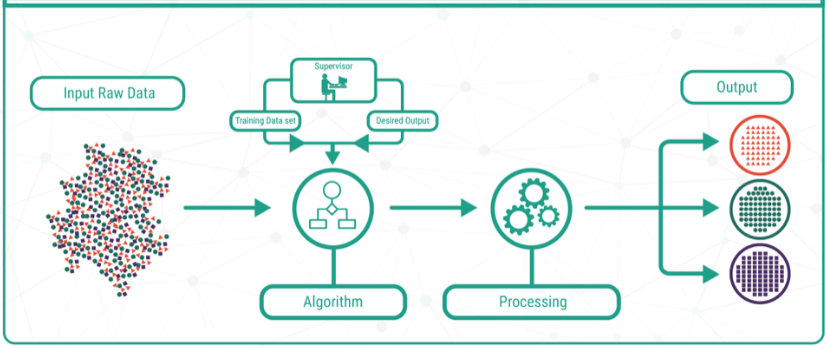 Supervisor
Input Raw Data
Output
Training Data set
Desired Output
Algorithm
Processing